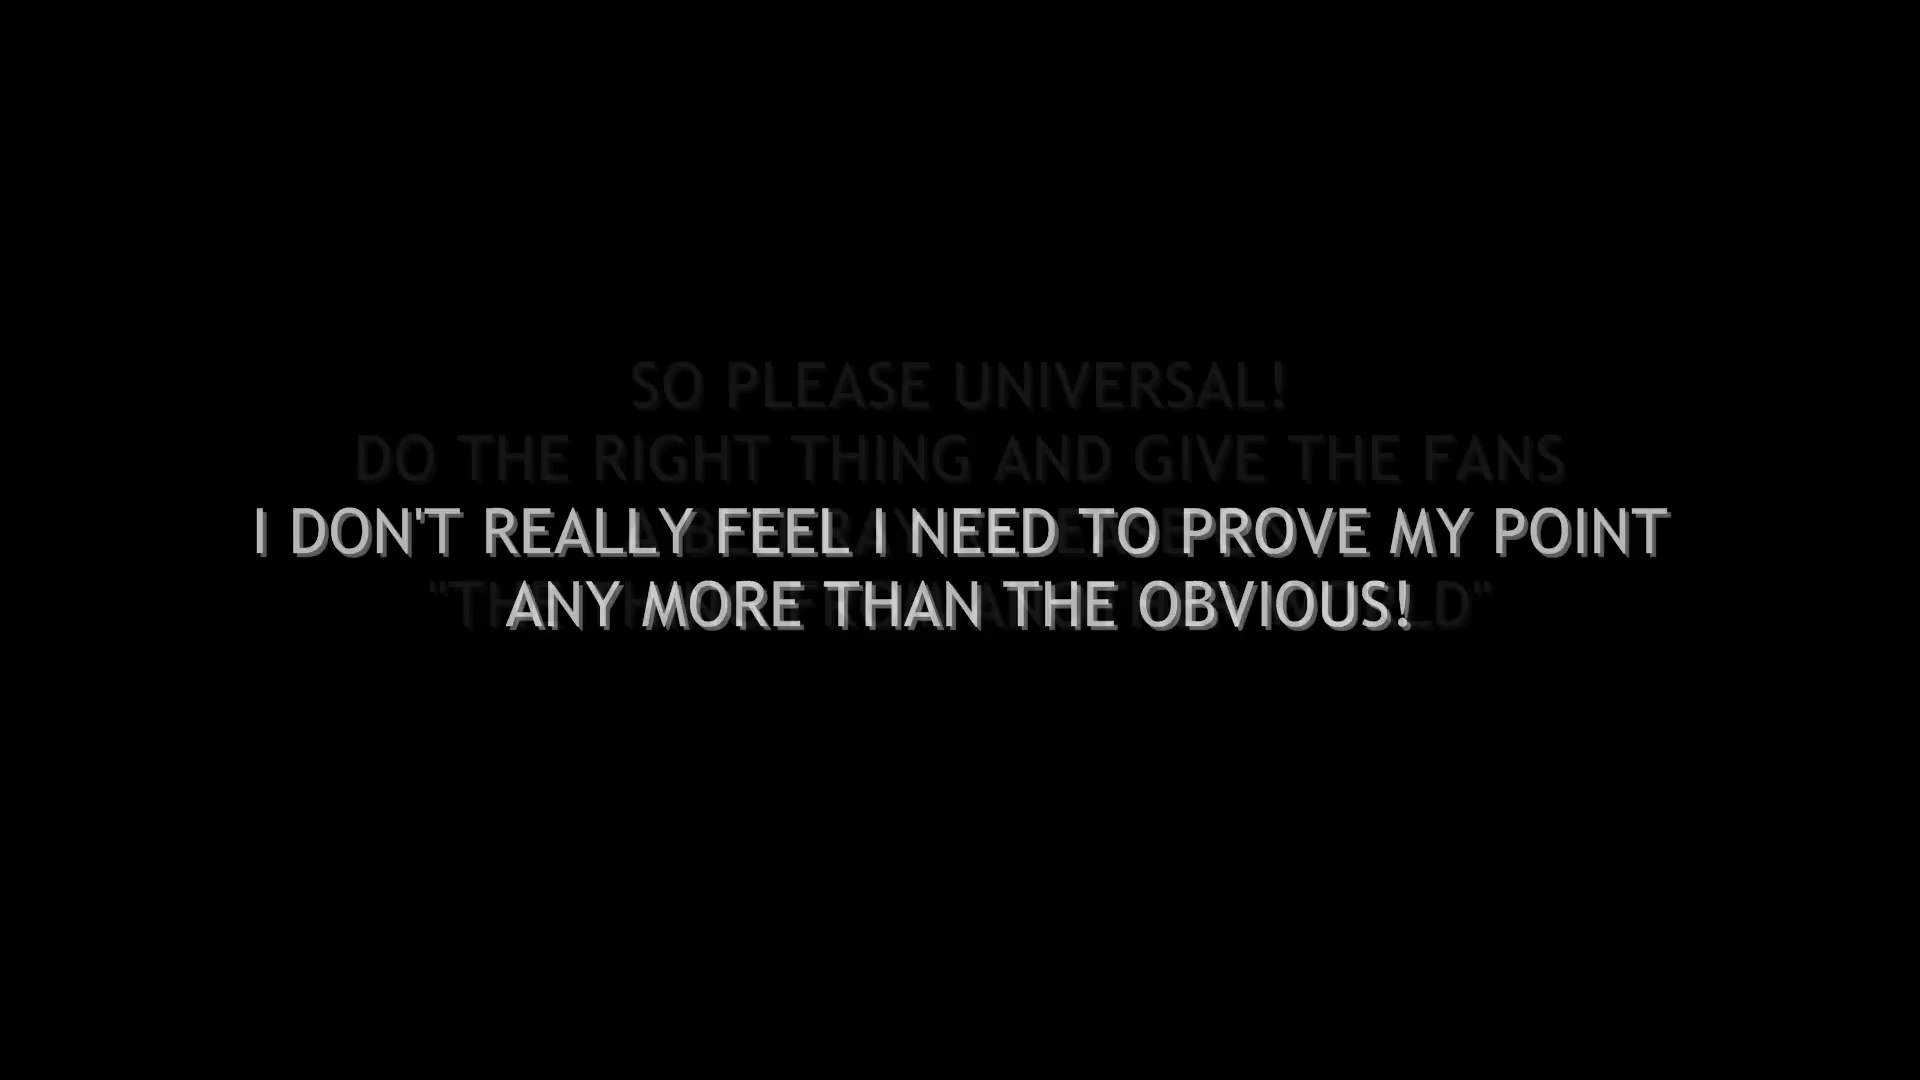 SO PLEASE UNIVERSAL!
DO THE RIGHT THING AND GIVE THE FANS
I DON'T REALLY FEEL I NEED TO PROVE MY POINT
ANY MORE THAN THE OBVIOUS!